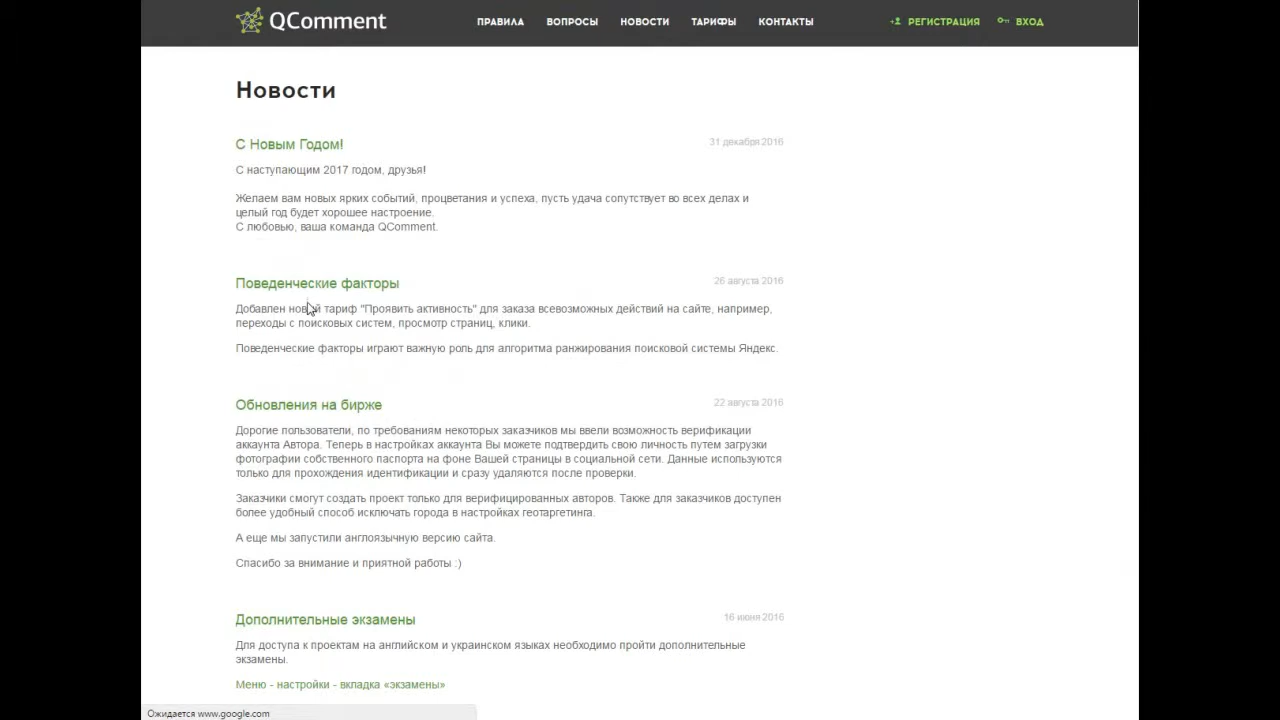 QComment
ПРАВИЛА ВОПРОСЫ НОВОСТИ ТАРИФЫ КОНТАКТЫ РЕГИСТРАЦИЯ ВХОД
Новости
С Новым Годом! 31 декабря 2016
С наступающим 2017 годом, друзья!
Желаем вам новых ярких событий, процветания и успеха, пусть удача сопутствует во всех делах и
целый год будет хорошее настроение.
С любовью, ваша команда QComment.
Поведенческие факторы 26 августа 2016
Добавлен новый тариф "Проявить активность" для заказа всевозможных действий на сайте, например,
переходы с поисковых систем, просмотр страниц, клики.
Поведенческие факторы играют важную роль для алгоритма ранжирования поисковой системы Яндекс.
Обновления на бирже 22 августа 2016
Дорогие пользователи, по требованиям некоторых заказчиков мы ввели возможность верификации
аккаунта Автора. Теперь в настройках аккаунта Вы можете подтвердить свою личность путем загрузки
фотографии собственного паспорта на фоне Вашей страницы в социальной сети. Данные используются
только для прохождения идентификации и сразу удаляются после проверки.
Заказчики смогут создать проект только для верифицированных авторов. Также для заказчиков доступен
более удобный способ исключать города в настройках геотаргетинга.
А еще мы запустили англоязычную версию сайта.
Спасибо за внимание и приятной работы :)
Дополнительные экзамены 16 июня 2016
Для доступа к проектам на английском и украинском языках необходимо пройти дополнительные
экзамены.
Меню - настройки - вкладка «экзамены»
Ожидается www.google.com